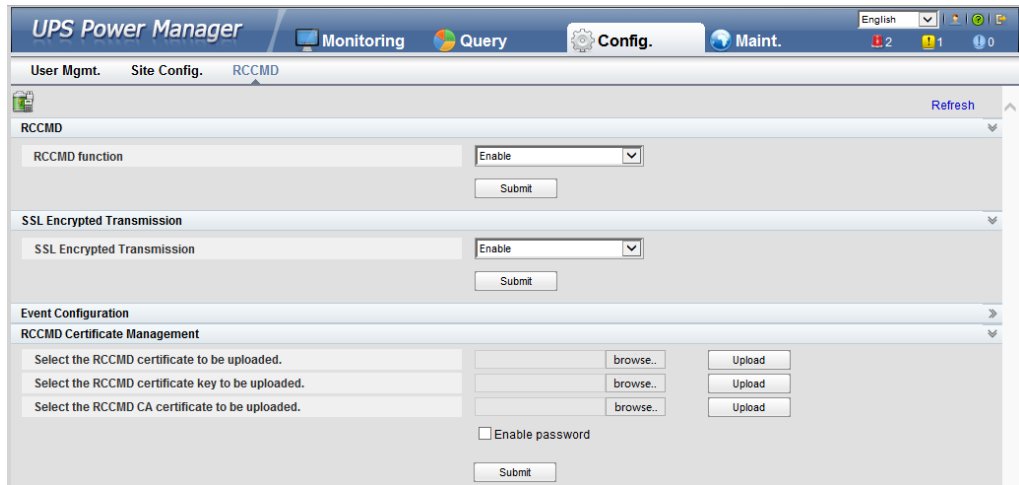 UPS Power Manager
Monitoring Query Config. Maint.
English
2 1 0
User Mgmt. Site Config. RCCMD
Refresh
RCCMD
RCCMD function Enable
Submit
SSL Encrypted Transmission
SSL Encrypted Transmission Enable
Submit
Event Configuration
RCCMD Certificate Management
Select the RCCMD certificate to be uploaded. browse.. Upload
Select the RCCMD certificate key to be uploaded. browse.. Upload
Select the RCCMD CA certificate to be uploaded. browse.. Upload
Enable password
Submit